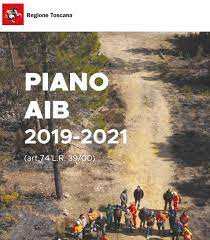 Regione Toscana
PIANO
AIB
2019-2021
(art.74 L.R. 39/00)